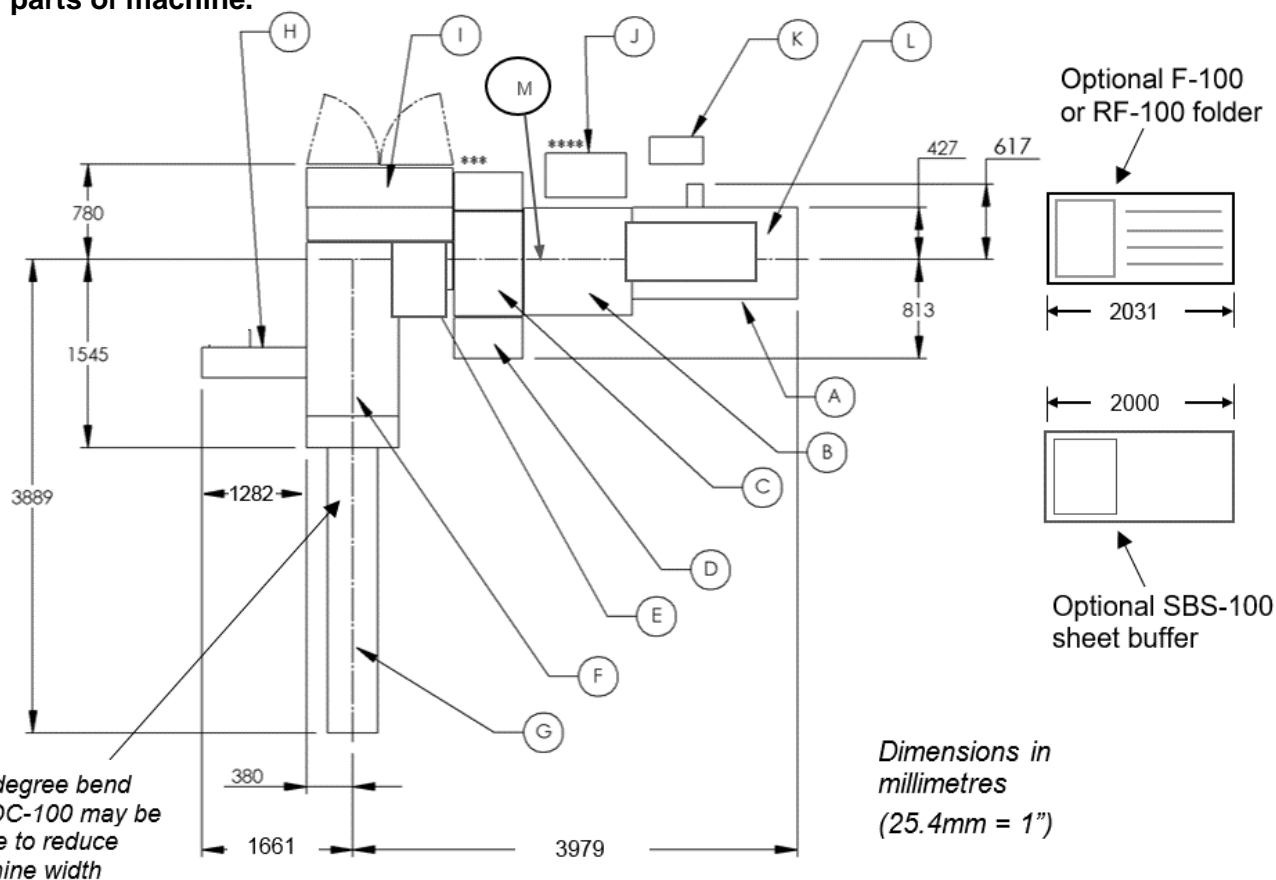 parts of machine.
H
I
J
K
L
M
Optional F-100
or RF-100 folder
***
****
427
617
780
2031
813
1545
2000
A
B
3889
1282
C
D
E
Optional SBS-100
sheet buffer
F
G
degree bend
DC-100 may be
to reduce
width
380
1661
3979
Dimensions in
millimetres
(25.4mm = 1”)